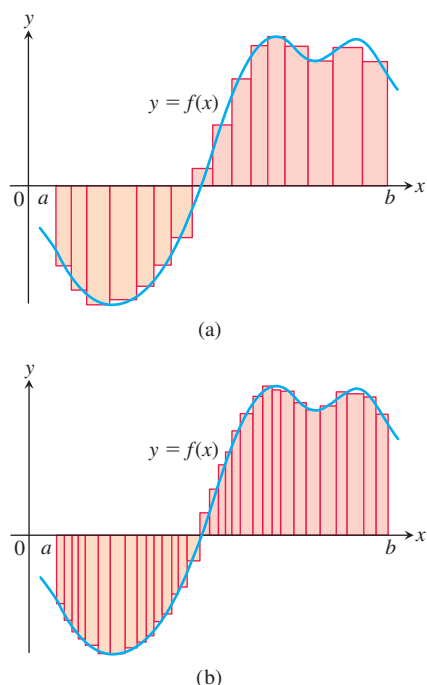 y
y = f(x)
0 a b x
(a)
y
y = f(x)
0 a b x
(b)